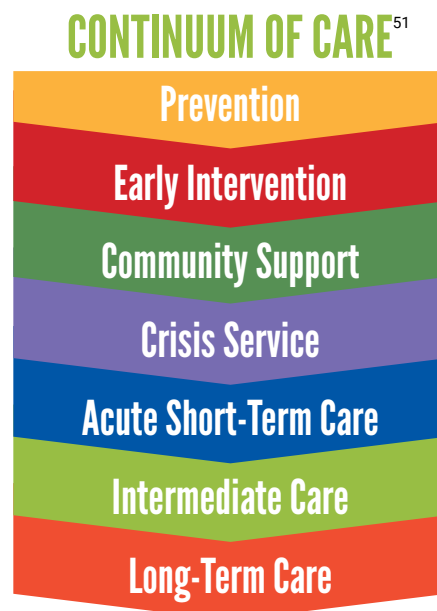 CONTINUUM OF CARE51
Prevention
Early Intervention
Community Support
Crisis Service
Acute Short-Term Care
Intermediate Care
Long-Term Care